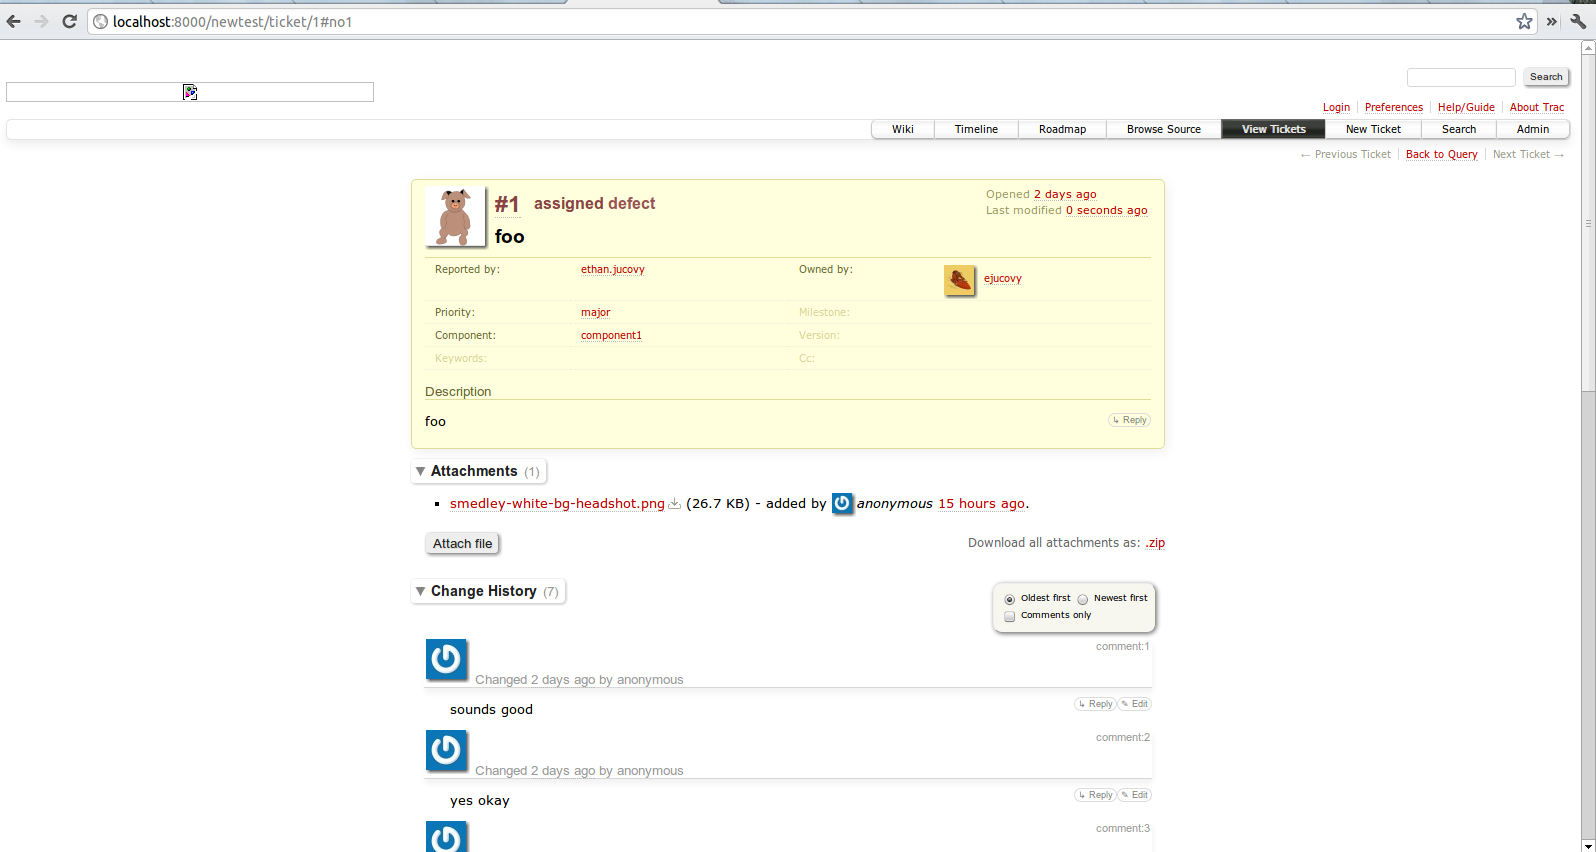 localhost:8000/newtest/ticket/1#no1
»
Search
Login Preferences Help/Guide About Trac
Wiki Timeline Roadmap Browse Source View Tickets New Ticket Search Admin
← Previous Ticket Back to Query Next Ticket →
#1 assigned defect
Opened 2 days ago
Last modified 0 seconds ago
foo
Reported by: ethan.jucovy Owned by: ejucovy
Priority: major Milestone:
Component: component1 Version:
Keywords: Cc:
Description
foo
↳ Reply
▼ Attachments (1)
smedley-white-bg-headshot.png (26.7 KB) - added by anonymous 15 hours ago.
Attach file
Download all attachments as: .zip
▼ Change History (7)
Oldest first Newest first
Comments only
comment:1
Changed 2 days ago by anonymous
↳ Reply ✎ Edit
sounds good
comment:2
Changed 2 days ago by anonymous
↳ Reply ✎ Edit
yes okay
comment:3